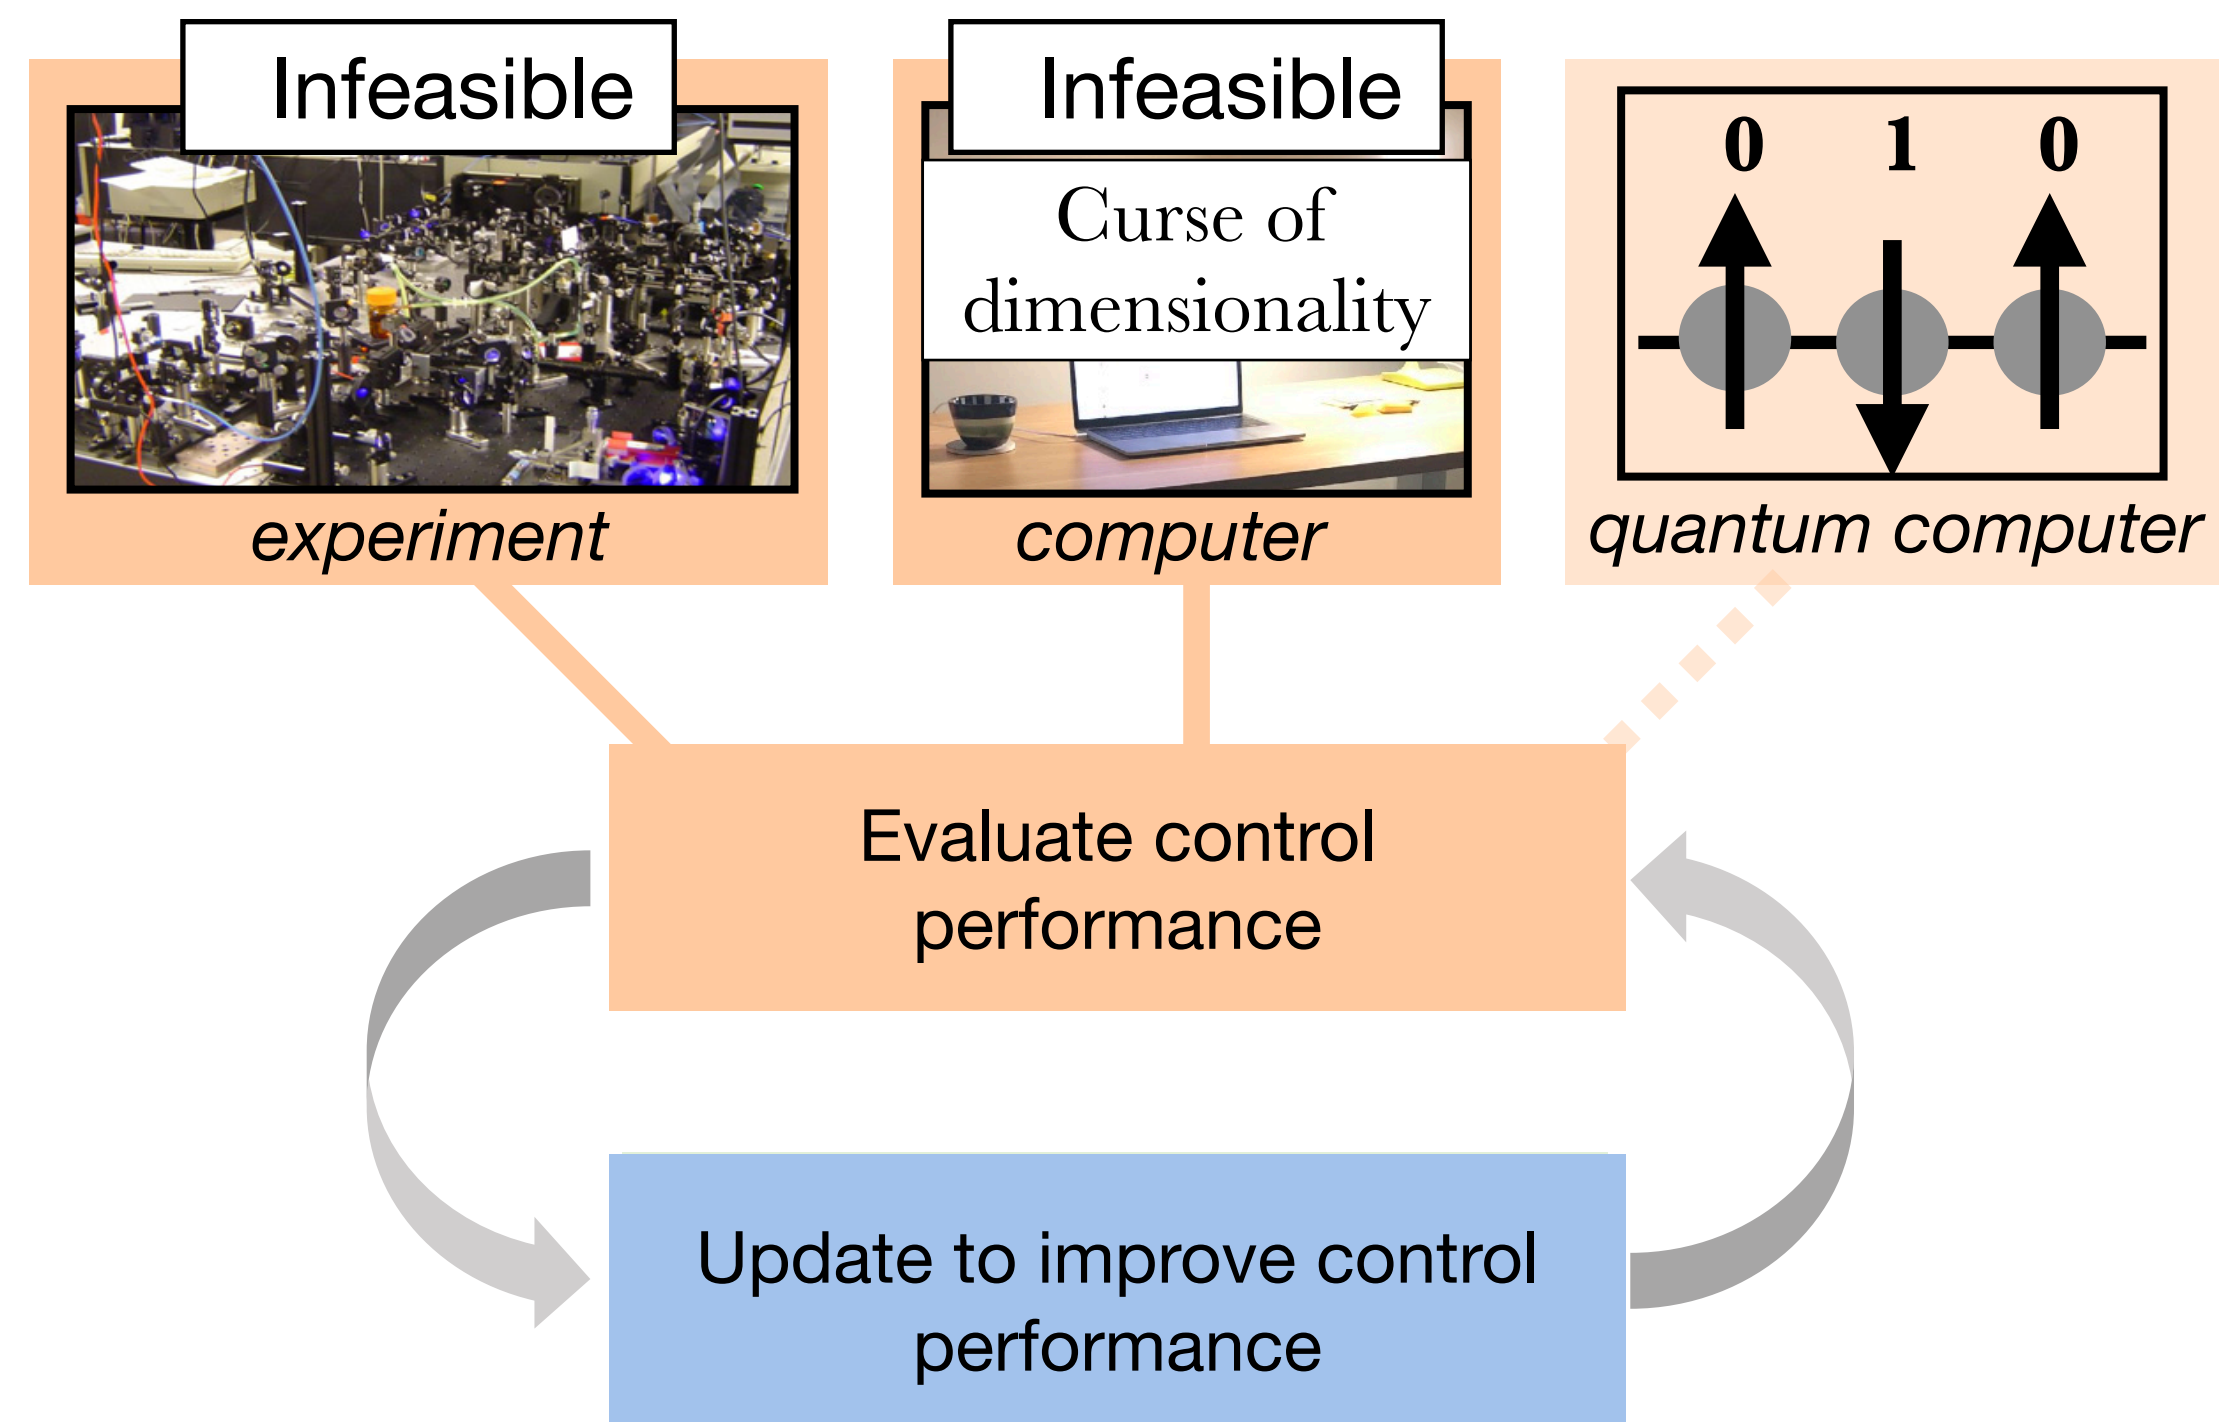 Infeasible
experiment
Infeasible
Curse of
dimensionality
computer
0 1 0
quantum computer
Evaluate control
performance
Update to improve control
performance